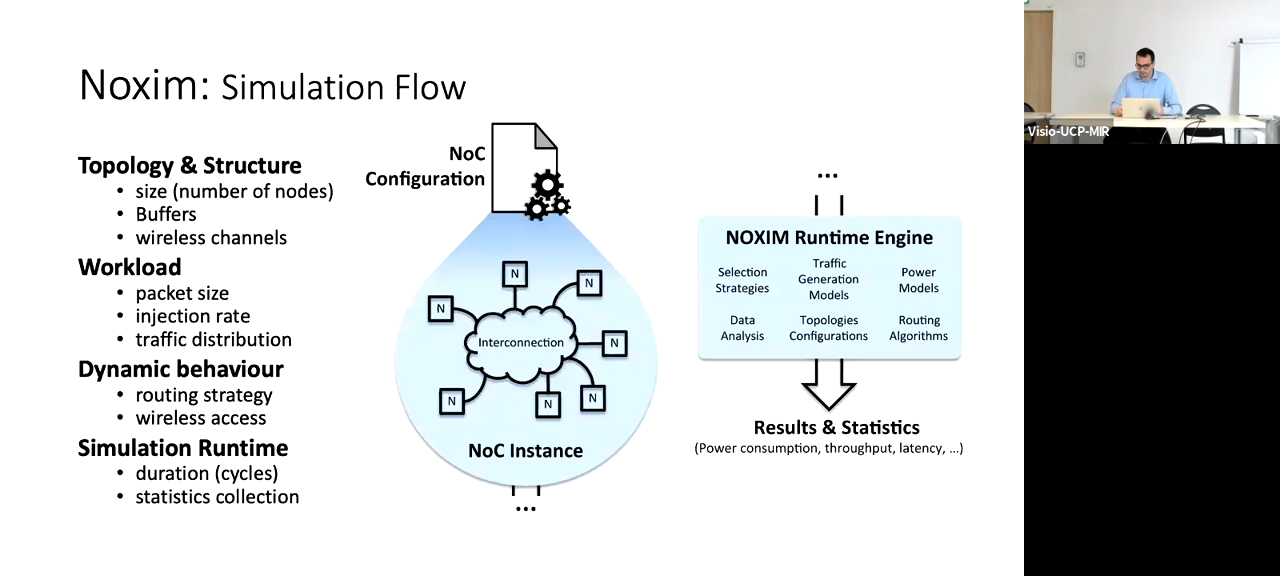 Noxim: Simulation Flow
Topology & Structure
• size (number of nodes)
• Buffers
• wireless channels
Workload
• packet size
• injection rate
• traffic distribution
Dynamic behaviour
• routing strategy
• wireless access
Simulation Runtime
• duration (cycles)
• statistics collection
NoC
Configuration
N
N
N
N
N
N
N
Interconnection
NoC Instance
...
...
NOXIM Runtime Engine
Selection
Strategies
Traffic
Generation
Models
Power
Models
Data
Analysis
Topologies
Configurations
Routing
Algorithms
Results & Statistics
(Power consumption, throughput, latency, ...)
Visio-UCP-MIR